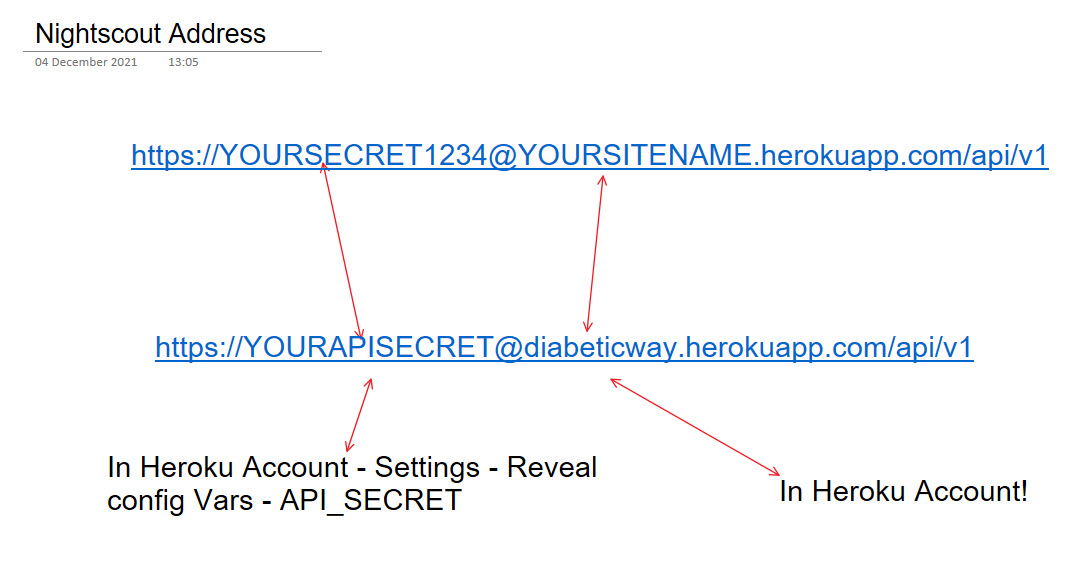 Nightscout Address
04 December 2021 13:05
https://YOURSECRET1234@YOURSITENAME.herokuapp.com/api/v1
https://YOURAPISECRET@diabeticway.herokuapp.com/api/v1
In Heroku Account - Settings - Reveal
config Vars - API_SECRET
In Heroku Account!